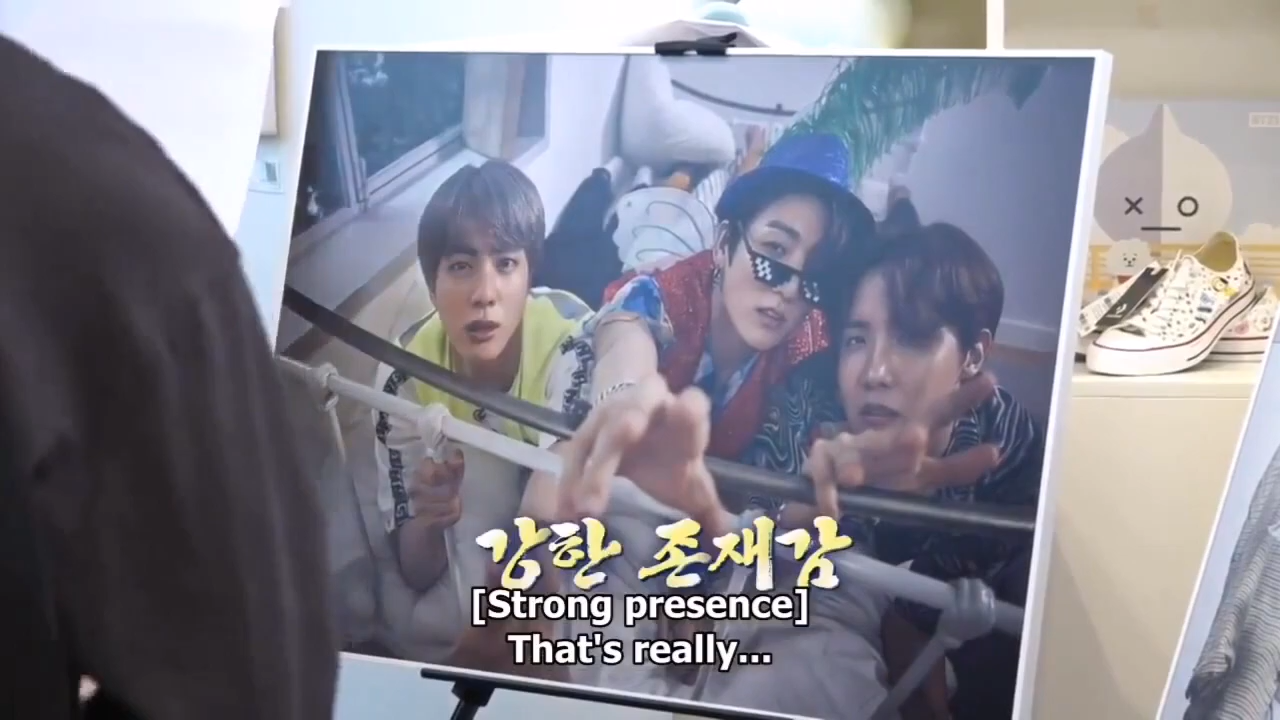 강한 존재감
[Strong presence]
That's really...